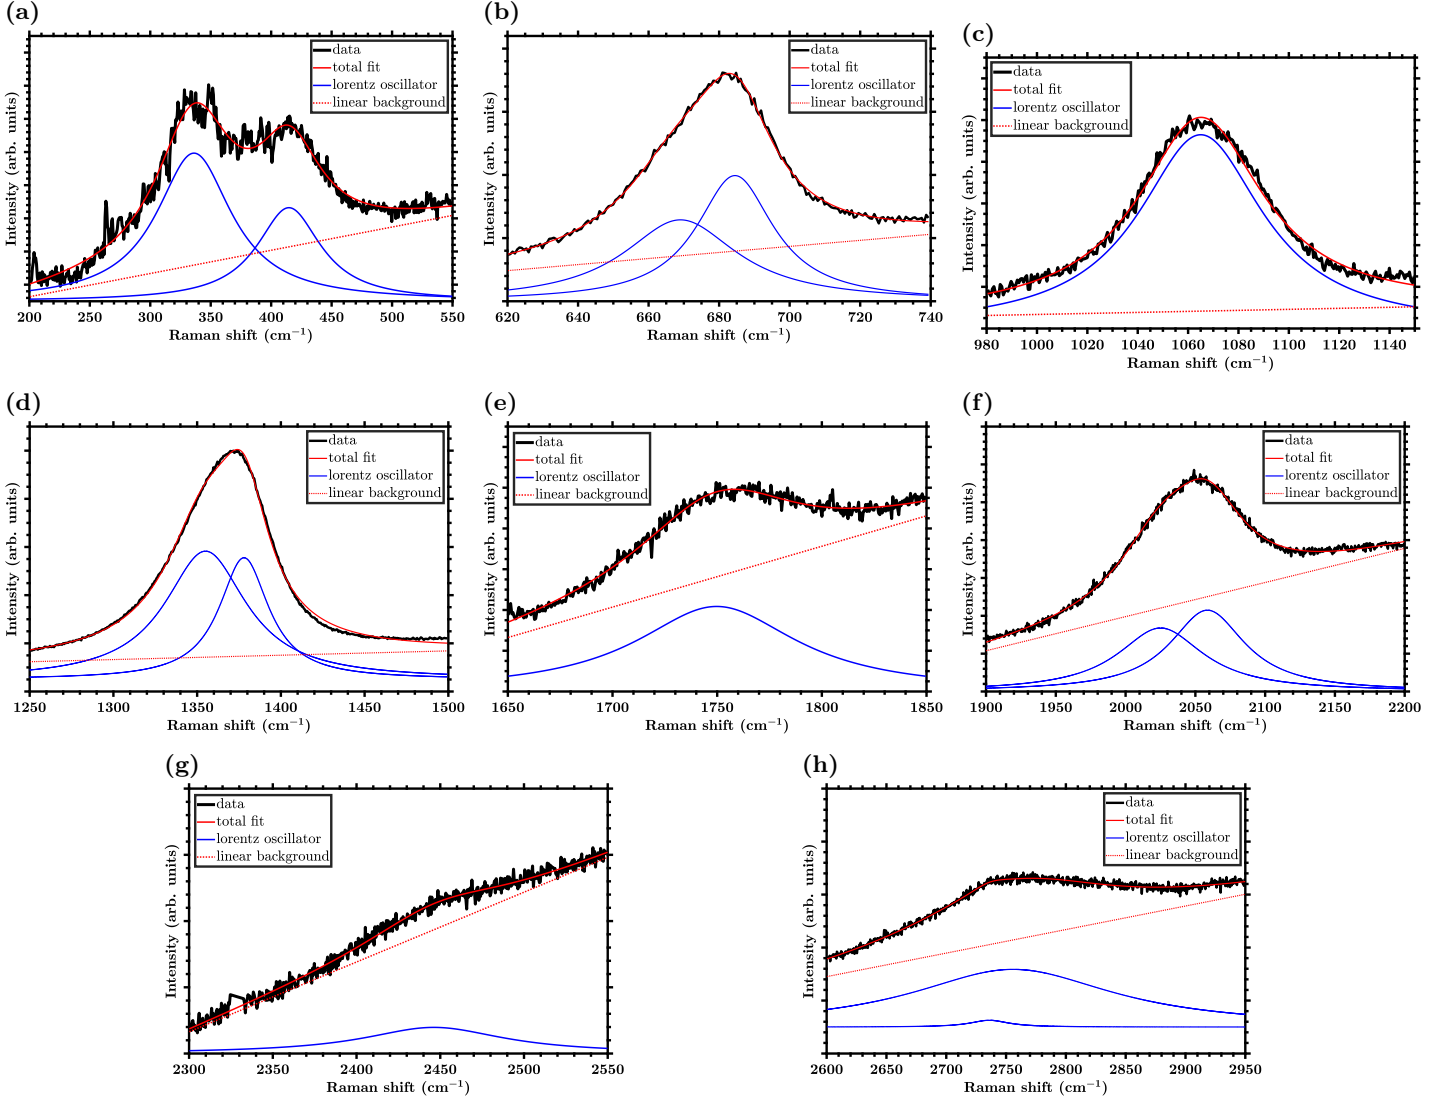 (a)
data
total fit
lorentz oscillator
linear background
Intensity (arb. units)
200 250 300 350 400 450 500 550
Raman shift (cm⁻¹)
(b)
data
total fit
lorentz oscillator
linear background
Intensity (arb. units)
620 640 660 680 700 720 740
Raman shift (cm⁻¹)
(c)
data
total fit
lorentz oscillator
linear background
Intensity (arb. units)
980 1000 1020 1040 1060 1080 1100 1120 1140
Raman shift (cm⁻¹)
(d)
data
total fit
lorentz oscillator
linear background
Intensity (arb. units)
1250 1300 1350 1400 1450 1500
Raman shift (cm⁻¹)
(e)
data
total fit
lorentz oscillator
linear background
Intensity (arb. units)
1650 1700 1750 1800 1850
Raman shift (cm⁻¹)
(f)
data
total fit
lorentz oscillator
linear background
Intensity (arb. units)
1900 1950 2000 2050 2100 2150 2200
Raman shift (cm⁻¹)
(g)
data
total fit
lorentz oscillator
linear background
Intensity (arb. units)
2300 2350 2400 2450 2500 2550
Raman shift (cm⁻¹)
(h)
data
total fit
lorentz oscillator
linear background
Intensity (arb. units)
2600 2650 2700 2750 2800 2850 2900 2950
Raman shift (cm⁻¹)